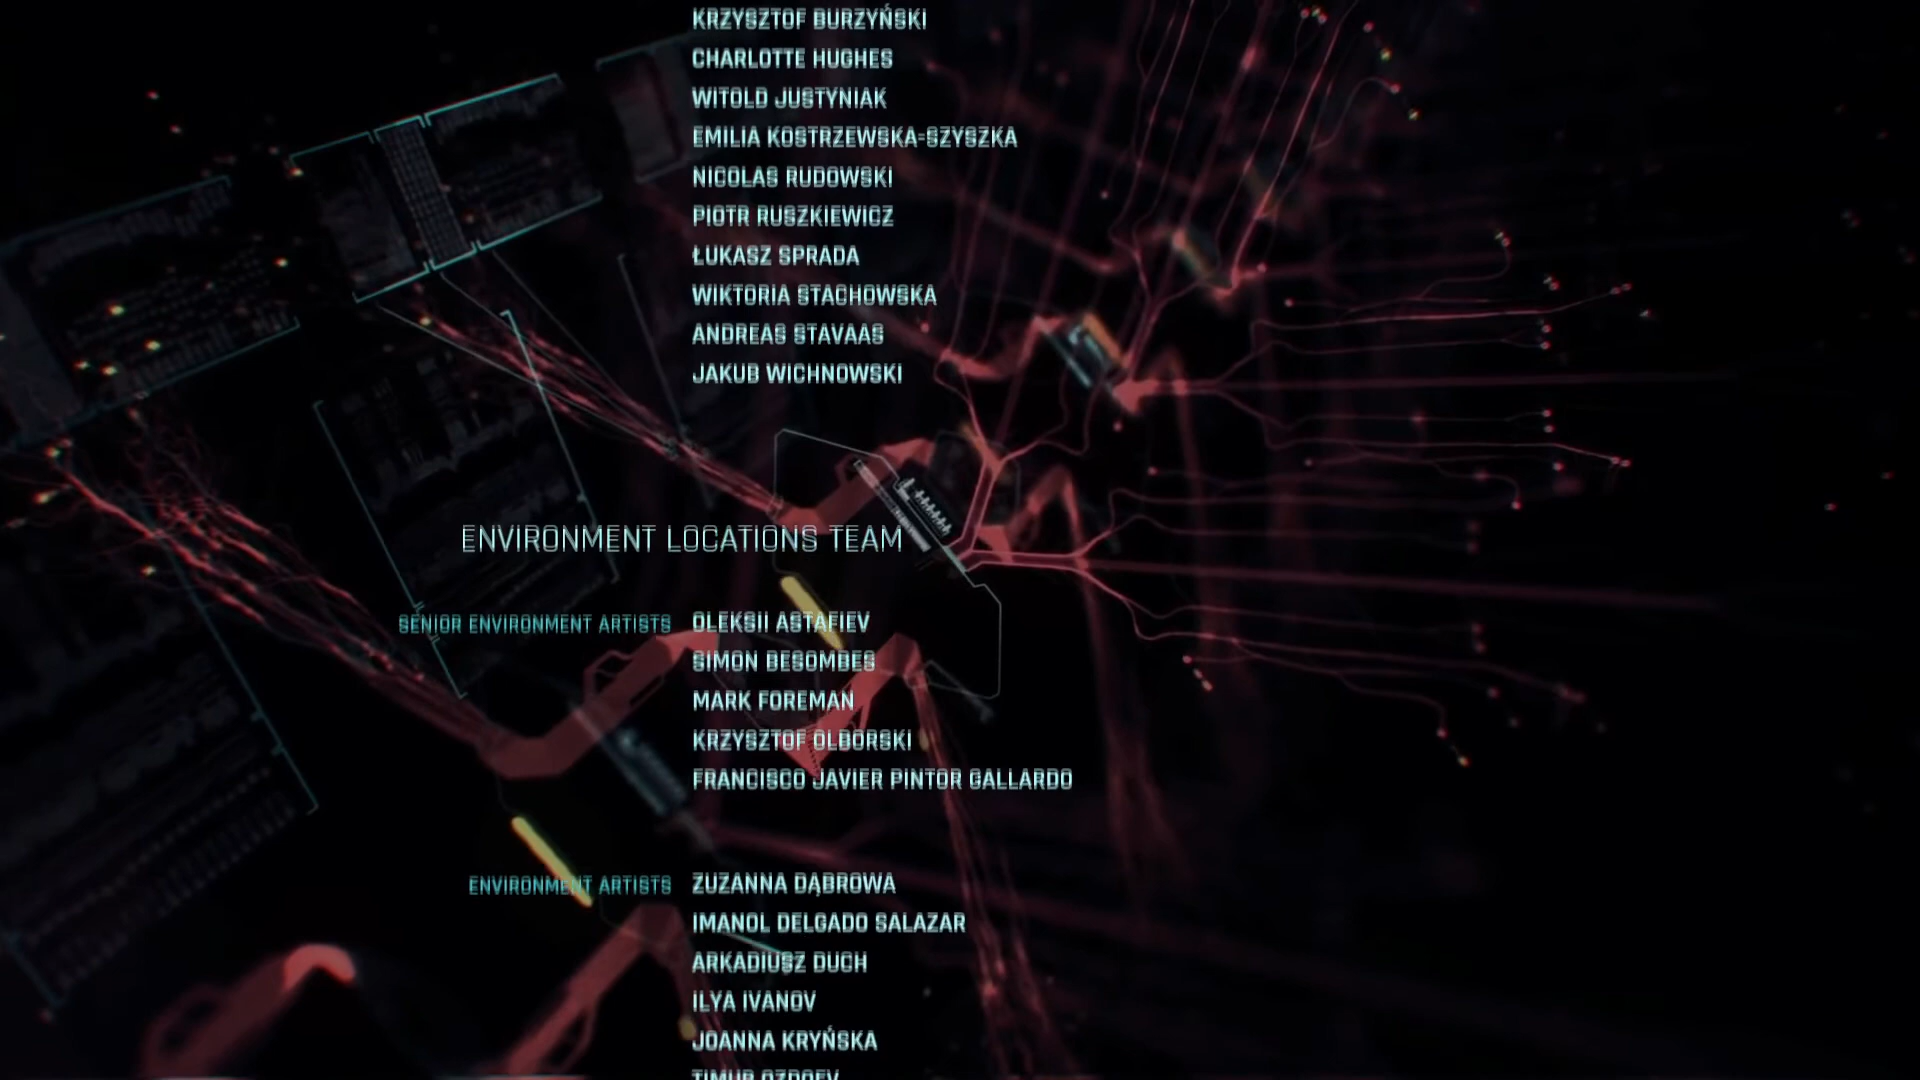 KRZYSZTOF BURZYŃSKI
CHARLOTTE HUGHES
WITOLD JUSTYNIAK
EMILIA KOSTRZEWSKA-SZYSZKA
NICOLAS RUDOWSKI
PIOTR RUSZKIEWICZ
ŁUKASZ SPRADA
WIKTORIA STACHOWSKA
ANDREAS STAVAAS
JAKUB WICHNOWSKI
ENVIRONMENT LOCATIONS TEAM
SENIOR ENVIRONMENT ARTISTS OLEKSII ASTAFIEV
SIMON BESOMBES
MARK FOREMAN
KRZYSZTOF OLBORSKI
FRANCISCO JAVIER PINTOR GALLARDO
ENVIRONMENT ARTISTS ZUZANNA DĄBROWA
IMANOL DELGADO SALAZAR
ARKADIUSZ DUCH
ILYA IVANOV
JOANNA KRYŃSKA
TIMUR OZDOEV